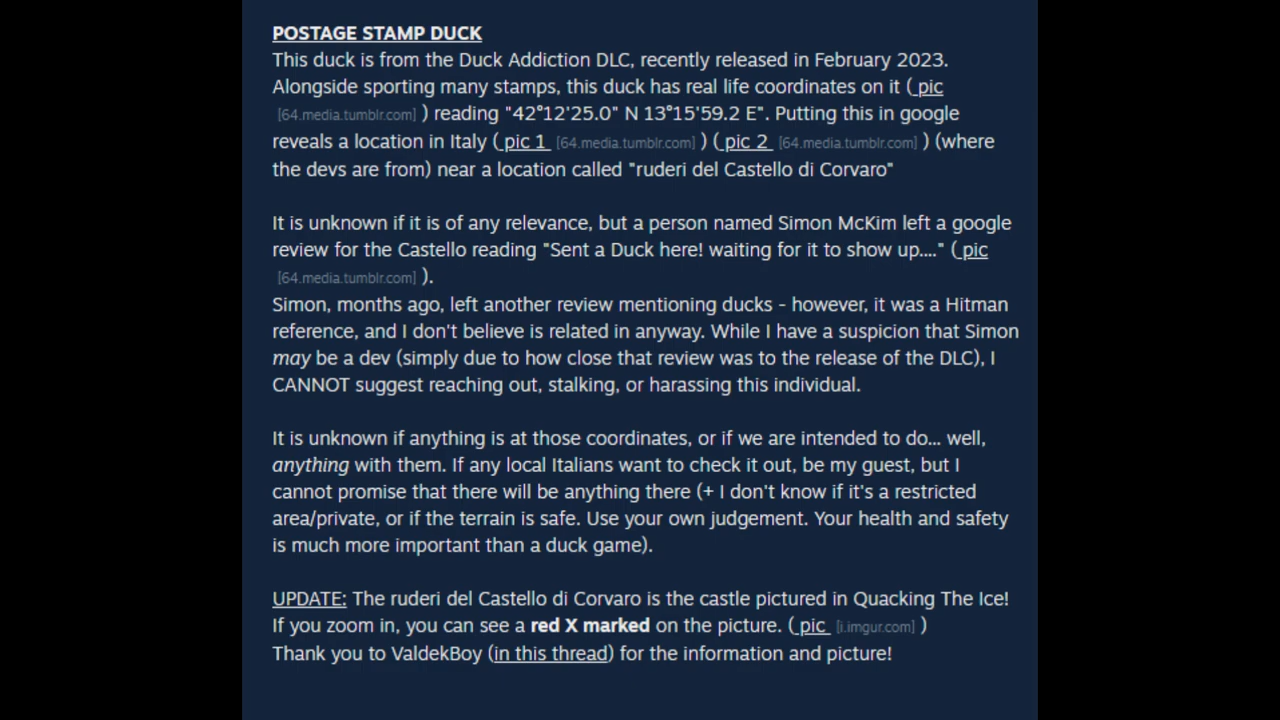 POSTAGE STAMP DUCK
This duck is from the Duck Addiction DLC, recently released in February 2023.
Alongside sporting many stamps, this duck has real life coordinates on it ( pic
[64.media.tumblr.com] ) reading "42°12'25.0" N 13°15'59.2 E". Putting this in google
reveals a location in Italy ( pic 1 [64.media.tumblr.com] ) ( pic 2 [64.media.tumblr.com] ) (where
the devs are from) near a location called "ruderi del Castello di Corvaro"
It is unknown if it is of any relevance, but a person named Simon McKim left a google
review for the Castello reading "Sent a Duck here! waiting for it to show up...." ( pic
[64.media.tumblr.com] ).
Simon, months ago, left another review mentioning ducks - however, it was a Hitman
reference, and I don't believe is related in anyway. While I have a suspicion that Simon
may be a dev (simply due to how close that review was to the release of the DLC), I
CANNOT suggest reaching out, stalking, or harassing this individual.
It is unknown if anything is at those coordinates, or if we are intended to do... well,
anything with them. If any local Italians want to check it out, be my guest, but I
cannot promise that there will be anything there (+ I don't know if it's a restricted
area/private, or if the terrain is safe. Use your own judgement. Your health and safety
is much more important than a duck game).
UPDATE: The ruderi del Castello di Corvaro is the castle pictured in Quacking The Ice!
If you zoom in, you can see a red X marked on the picture. ( pic [i.imgur.com] )
Thank you to ValdekBoy (in this thread) for the information and picture!